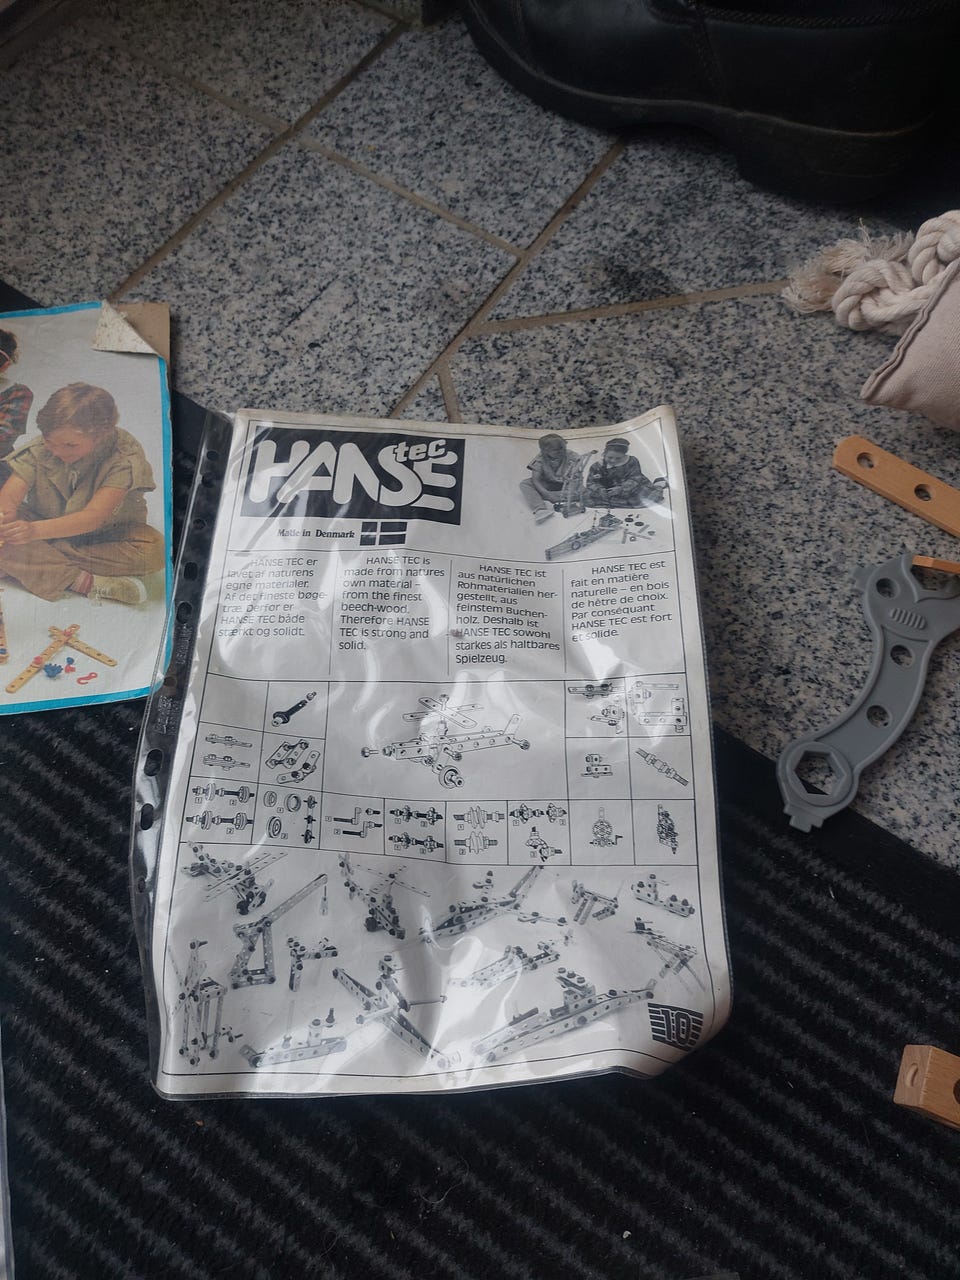 HANSE tec
Made in Denmark
HANSE TEC er
lavet af naturens
egne materialer.
Af det fineste bøge-
træ. Derfor er
HANSE TEC både
stærkt og solidt.
HANSE TEC is
made from natures
own material –
from the finest
beech-wood.
Therefore HANSE
TEC is strong and
solid.
HANSE TEC ist
aus natürlichen
Rohmaterialien her-
gestellt, aus
feinstem Buchen-
holz. Deshalb ist
HANSE TEC sowohl
starkes als haltbares
Spielzeug.
HANSE TEC est
fait en matière
naturelle – en bois
de hêtre de choix.
Par conséquant
HANSE TEC est fort
et solide.
10